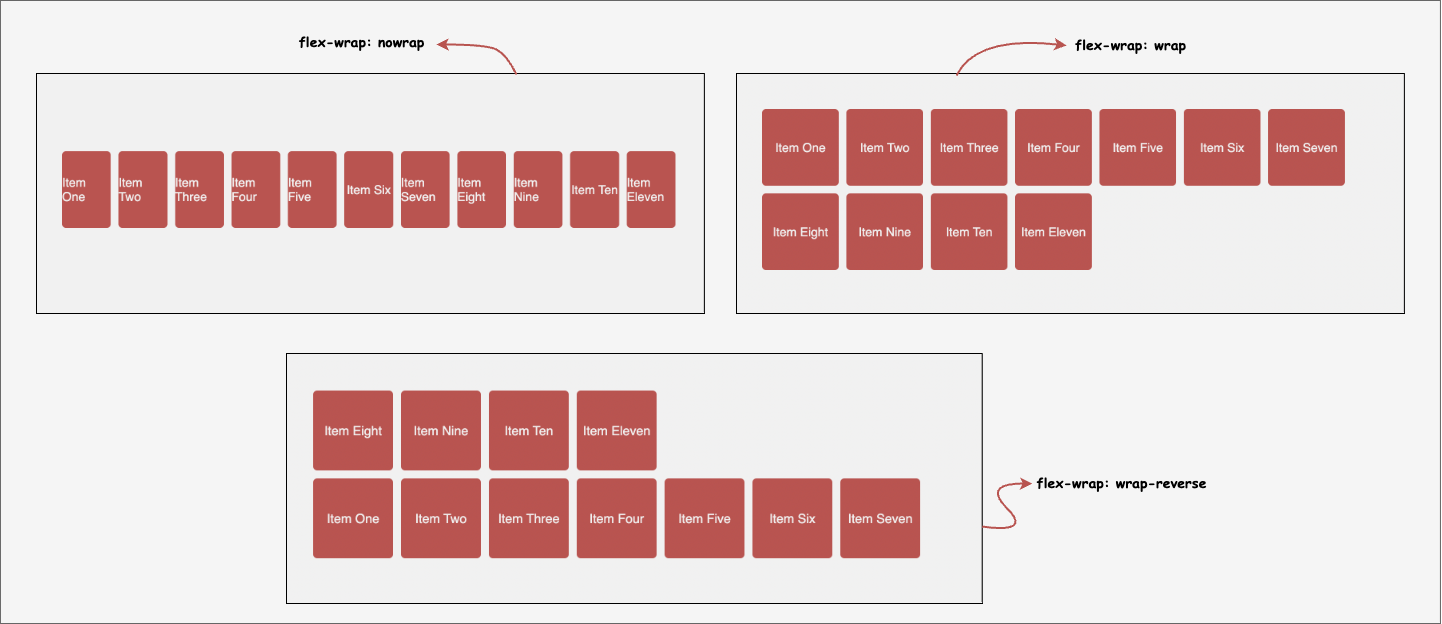 flex-wrap: nowrap
Item One
Item Two
Item Three
Item Four
Item Five
Item Six
Item Seven
Item Eight
Item Nine
Item Ten
Item Eleven
flex-wrap: wrap
Item One Item Two Item Three Item Four Item Five Item Six Item Seven
Item Eight Item Nine Item Ten Item Eleven
Item Eight Item Nine Item Ten Item Eleven
Item One Item Two Item Three Item Four Item Five Item Six Item Seven
flex-wrap: wrap-reverse